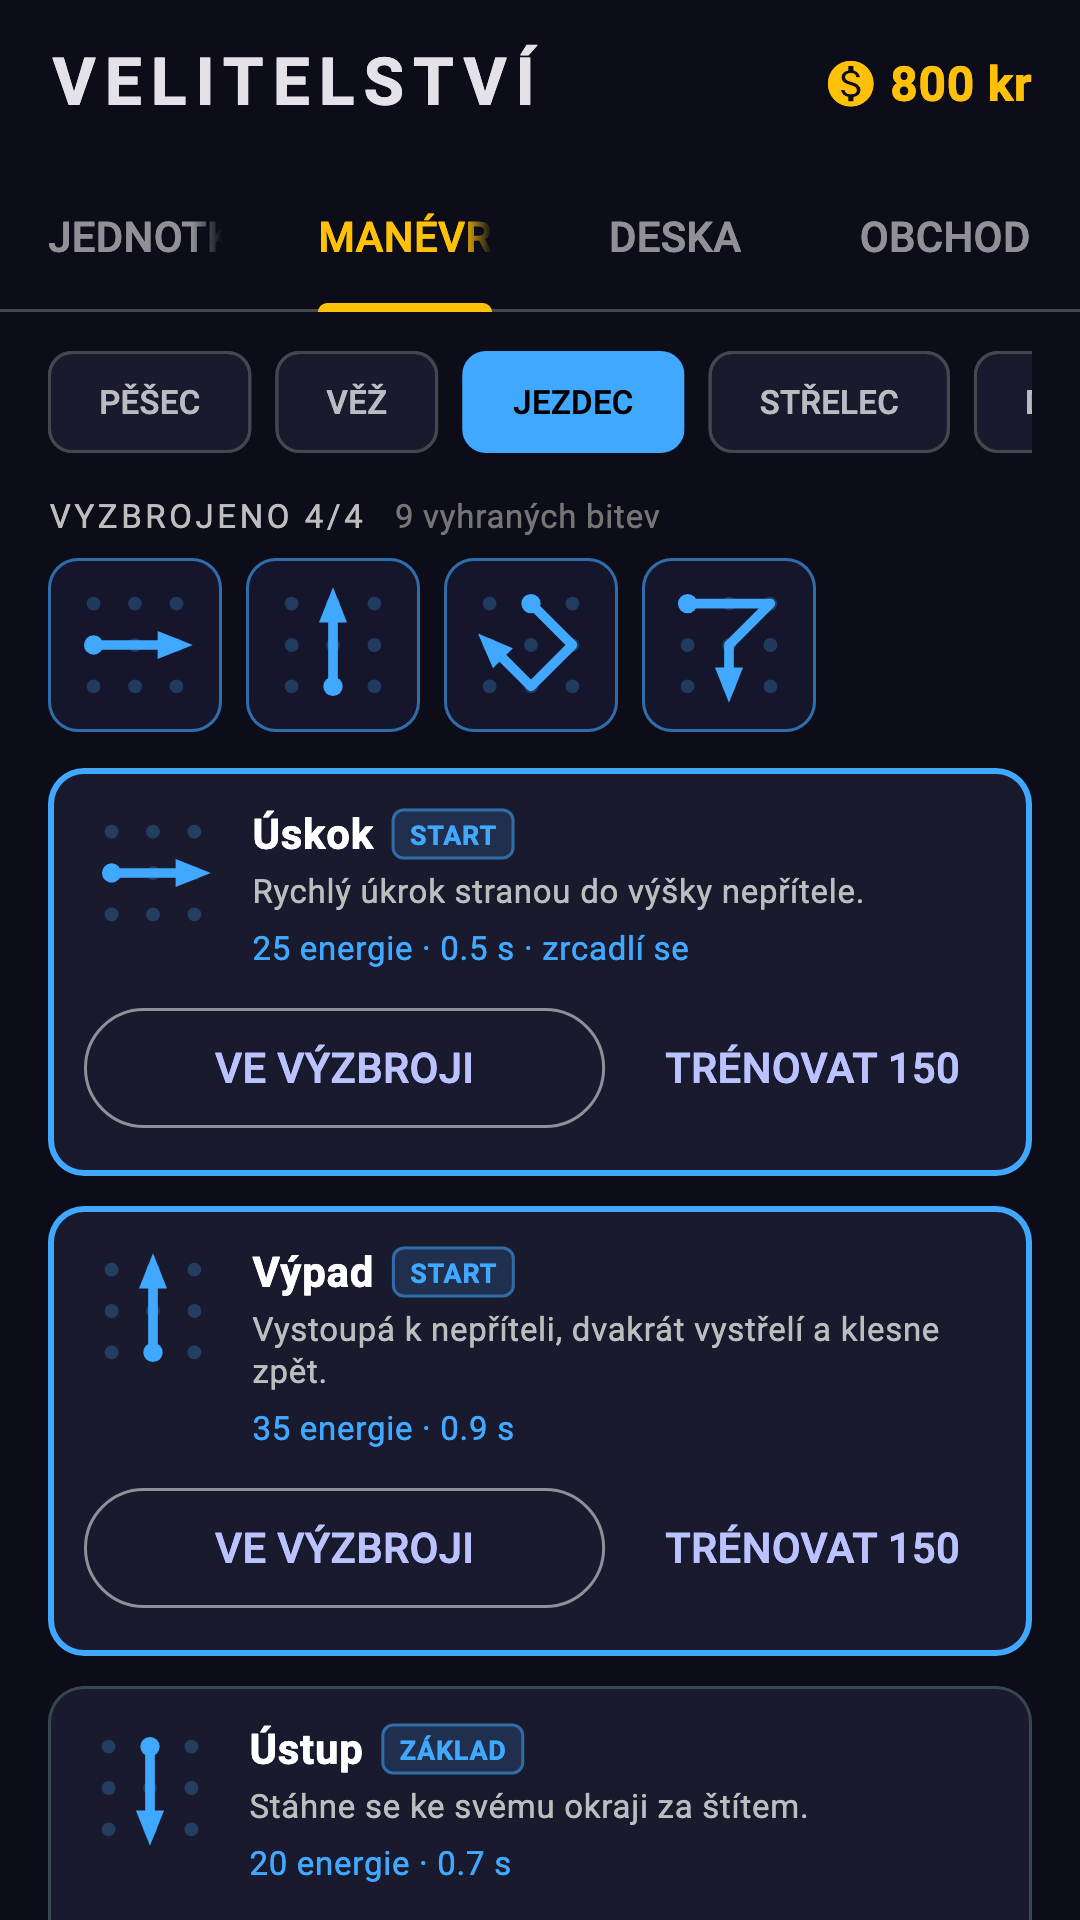 VELITELSTVÍ
800 kr
JEDNOT
MANÉVR
DESKA
OBCHOD
PĚŠEC
VĚŽ
JEZDEC
STŘELEC
VYZBROJENO 4/4
9 vyhraných bitev
Úskok
START
Rychlý úkrok stranou do výšky nepřítele.
25 energie · 0.5 s · zrcadlí se
VE VÝZBROJI
TRÉNOVAT 150
Výpad
START
Vystoupá k nepříteli, dvakrát vystřelí a klesne
zpět.
35 energie · 0.9 s
VE VÝZBROJI
TRÉNOVAT 150
Ústup
ZÁKLAD
Stáhne se ke svému okraji za štítem.
20 energie · 0.7 s